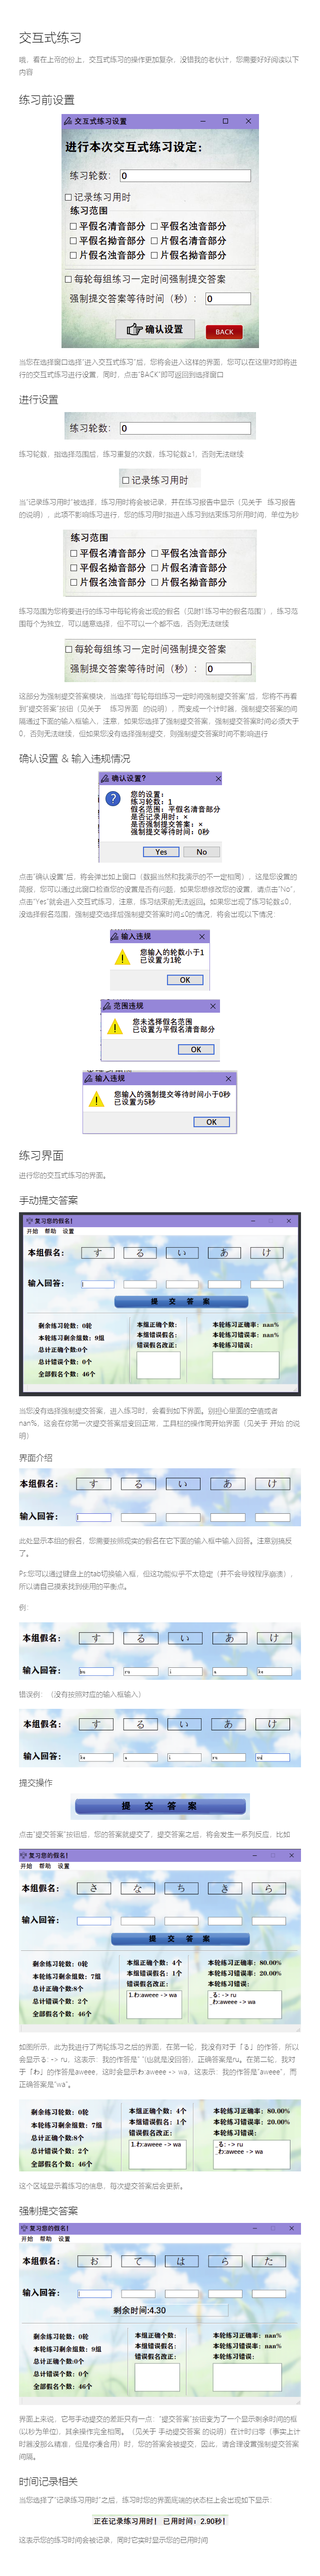 交互式练习
哦，看在上帝的份上，交互式练习的操作更加复杂，没错我的老伙计，您需要好好阅读以下
内容
练习前设置
交互式练习设置
进行本次交互式练习设定：
练习轮数： 0
记录练习用时
练习范围
平假名清音部分 平假名浊音部分
平假名拗音部分 片假名清音部分
片假名浊音部分 片假名拗音部分
每轮每组练习一定时间强制提交答案
强制提交答案等待时间（秒）： 0
确认设置 BACK
当您在选择窗口选择“进入交互式练习”后，您将会进入这样的界面，您可以在这里对即将进
行的交互式练习进行设置，同时，点击“BACK”即可返回到选择窗口
进行设置
练习轮数： 0
练习轮数，指选择范围后，练习重复的次数，练习轮数≥1，否则无法继续
记录练习用时
当“记录练习用时”被选择，练习用时将会被记录，并在练习报告中显示（见关于 练习报告
的说明），此项不影响练习进行，您的练习用时指进入练习到结束练习所用时间，单位为秒
练习范围
平假名清音部分 平假名浊音部分
平假名拗音部分 片假名清音部分
片假名浊音部分 片假名拗音部分
练习范围为您将要进行的练习中每轮将会出现的假名（见附「练习中的假名范围」），练习范
围每个为独立，可以随意选择，但不可以一个都不选，否则无法继续
每轮每组练习一定时间强制提交答案
强制提交答案等待时间（秒）： 0
这部分为强制提交答案模块，当选择“每轮每组练习一定时间强制提交答案”后，您将不再看
到“提交答案”按钮（见关于 练习界面 的说明），而变成一个计时器，强制提交答案的间
隔通过下面的输入框输入，注意，如果您选择了强制提交答案，强制提交答案时间必须大于
0，否则无法继续，但如果您没有选择强制提交，则强制提交答案时间不影响进行
确认设置 & 输入违规情况
确认设置?
您的设置：
练习轮数：1
假名范围：平假名清音部分
是否记录用时：×
是否强制提交答案：×
强制提交等待时间：0秒
Yes No
点击“确认设置”后，将会弹出如上窗口（数据当然和我演示的不一定相同），这是您设置的
简报，您可以通过此窗口检查您的设置是否有问题，如果您想修改您的设置，请点击“No”，
点击“Yes”就会进入交互式练习，注意，练习结束前无法返回。如果您出现了练习轮数≤0，
没选择假名范围，强制提交选择后强制提交答案时间≤0的情况，将会出现以下情况：
输入违规
您输入的轮数小于1
已设置为1轮
OK
范围违规
您未选择假名范围
已设置为平假名清音部分
OK
输入违规
您输入的强制提交等待时间小于0秒
已设置为5秒
OK
练习界面
进行您的交互式练习的界面。
手动提交答案
复习您的假名！
开始 帮助 设置
本组假名： す る い あ け
输入回答：
提 交 答 案
剩余练习轮数： 0轮 本组正确个数： 本轮练习正确率：nan%
本轮练习剩余组数：9组 本组错误假名： 本轮练习错误率：nan%
总计正确个数:0个 错误假名改正： 本轮练习错误：
总计错误个数：0个
全部假名个数：46个
当您没有选择强制提交答案，进入练习时，会看到如下界面。别担心里面的空值或者
nan%，这会在你第一次提交答案后变回正常，工具栏的操作同开始界面（见关于 开始 的说
明）
界面介绍
本组假名： す る い あ け
输入回答：
此处显示本组的假名，您需要按照现实的假名在它下面的输入框中输入回答。注意别搞反
了。
Ps:您可以通过键盘上的tab切换输入框，但这功能似乎不太稳定（并不会导致程序崩溃），
所以请自己摸索找到使用的平衡点。
例：
本组假名： す る い あ け
输入回答： su ru i a ke
错误例：（没有按照对应的输入框输入）
本组假名： す る い あ け
输入回答： ke a i ru su
提交操作
提 交 答 案
点击“提交答案”按钮后，您的答案就提交了，提交答案之后，将会发生一系列反应，比如
复习您的假名！
开始 帮助 设置
本组假名： さ な ち き ら
输入回答：
提 交 答 案
剩余练习轮数： 0轮 本组正确个数：4个 本轮练习正确率：80.00%
本轮练习剩余组数：7组 本组错误假名：1个 本轮练习错误率：20.00%
总计正确个数:8个 错误假名改正： 本轮练习错误：
总计错误个数：2个 1.わ:aweee -> wa _る: -> ru
全部假名个数：46个 _わ:aweee -> wa
如图所示，此为我进行了两轮练习之后的界面，在第一轮，我没有对于「る」的作答，所以
会显示る: -> ru，这表示：我的作答是“ ”(也就是没回答)，正确答案是ru。在第二轮，我对
于「わ」的作答是aweee，这时会显示わ:aweee -> wa，这表示：我的作答是“aweee”，而
正确答案是“wa”。
剩余练习轮数： 0轮 本组正确个数：4个 本轮练习正确率：80.00%
本轮练习剩余组数：7组 本组错误假名：1个 本轮练习错误率：20.00%
总计正确个数:8个 错误假名改正： 本轮练习错误：
总计错误个数：2个 1.わ:aweee -> wa _る: -> ru
全部假名个数：46个 _わ:aweee -> wa
这个区域显示着练习的信息，每次提交答案后会更新。
强制提交答案
复习您的假名！
开始 帮助 设置
本组假名： お て は ら た
输入回答：
剩余时间:4.30
剩余练习轮数： 0轮 本组正确个数： 本轮练习正确率：nan%
本轮练习剩余组数：9组 本组错误假名： 本轮练习错误率：nan%
总计正确个数:0个 错误假名改正： 本轮练习错误：
总计错误个数：0个
全部假名个数：46个
界面上来说，它与手动提交的差距只有一点：“提交答案”按钮变为了一个显示剩余时间的框
(以秒为单位)，其余操作完全相同。（见关于 手动提交答案 的说明）在计时归零（事实上计
时器没那么精准，但是你凑合用）时，您的答案会被提交，因此，请合理设置强制提交答案
间隔。
时间记录相关
当您选择了“记录练习用时”之后，练习时您的界面底端的状态栏上会出现如下显示：
正在记录练习用时！ 已用时间：2.90秒！
这表示您的练习时间会被记录，同时它实时显示您的已用时间